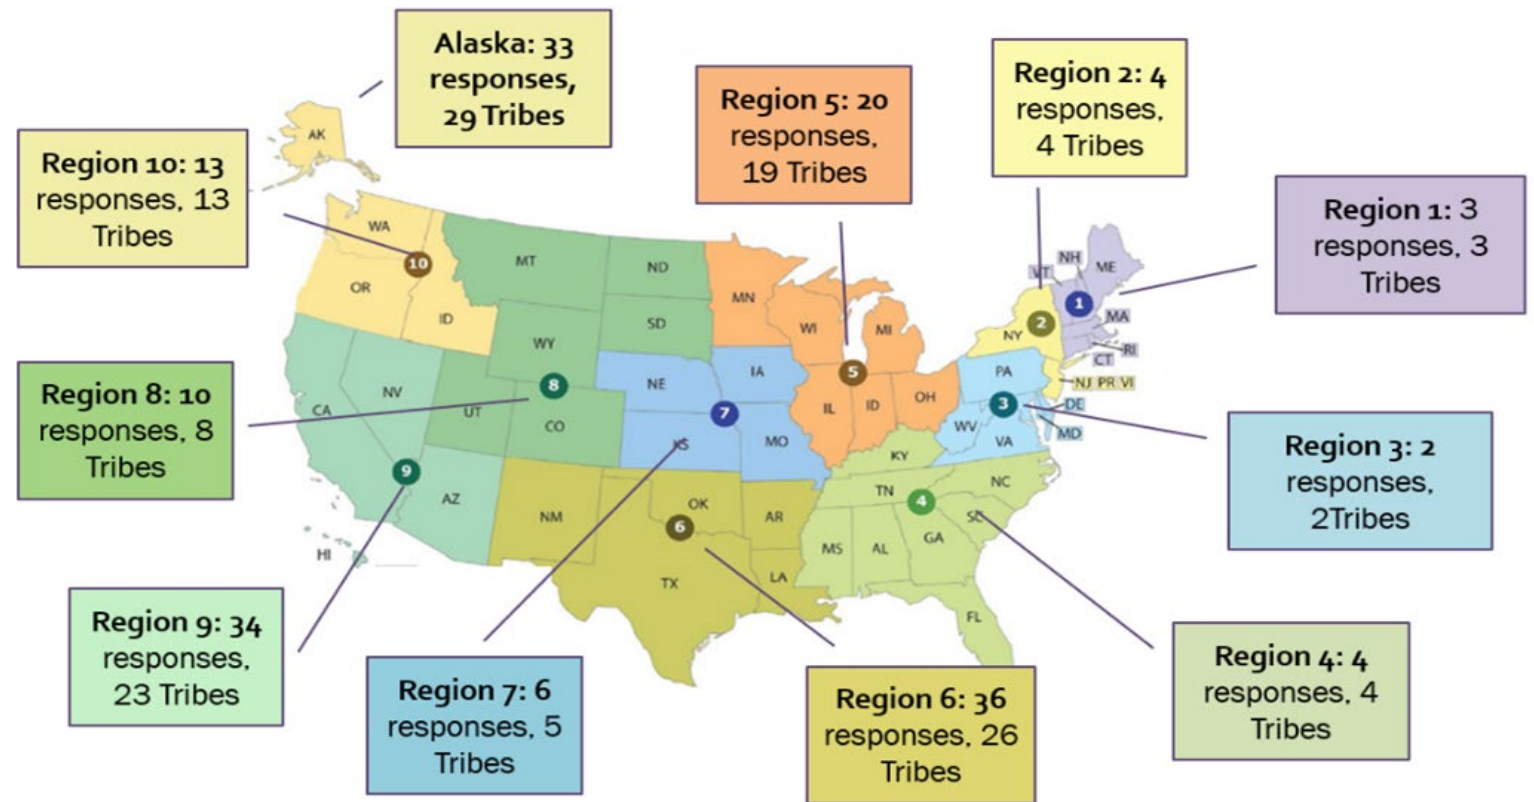 Alaska: 33
responses,
29 Tribes
Region 10: 13
responses, 13
Tribes
Region 5: 20
responses,
19 Tribes
Region 2: 4
responses,
4 Tribes
Region 1: 3
responses, 3
Tribes
Region 8: 10
responses, 8
Tribes
Region 3: 2
responses,
2Tribes
Region 9: 34
responses,
23 Tribes
Region 7: 6
responses, 5
Tribes
Region 6: 36
responses, 26
Tribes
Region 4: 4
responses, 4
Tribes
AK
WA
10
OR
ID
MT
ND
SD
WY
8
NV
CA
UT
CO
9
AZ
HI
NE
IA
7
KS
MO
MN
WI
MI
5
IL
ID
OH
NM
OK
6
AR
TX
LA
KY
TN
4
NC
SC
MS
AL
GA
FL
PA
3
WV
VA
DE
MD
NY
2
NJ PR VI
VT
NH
ME
1
MA
RI
CT